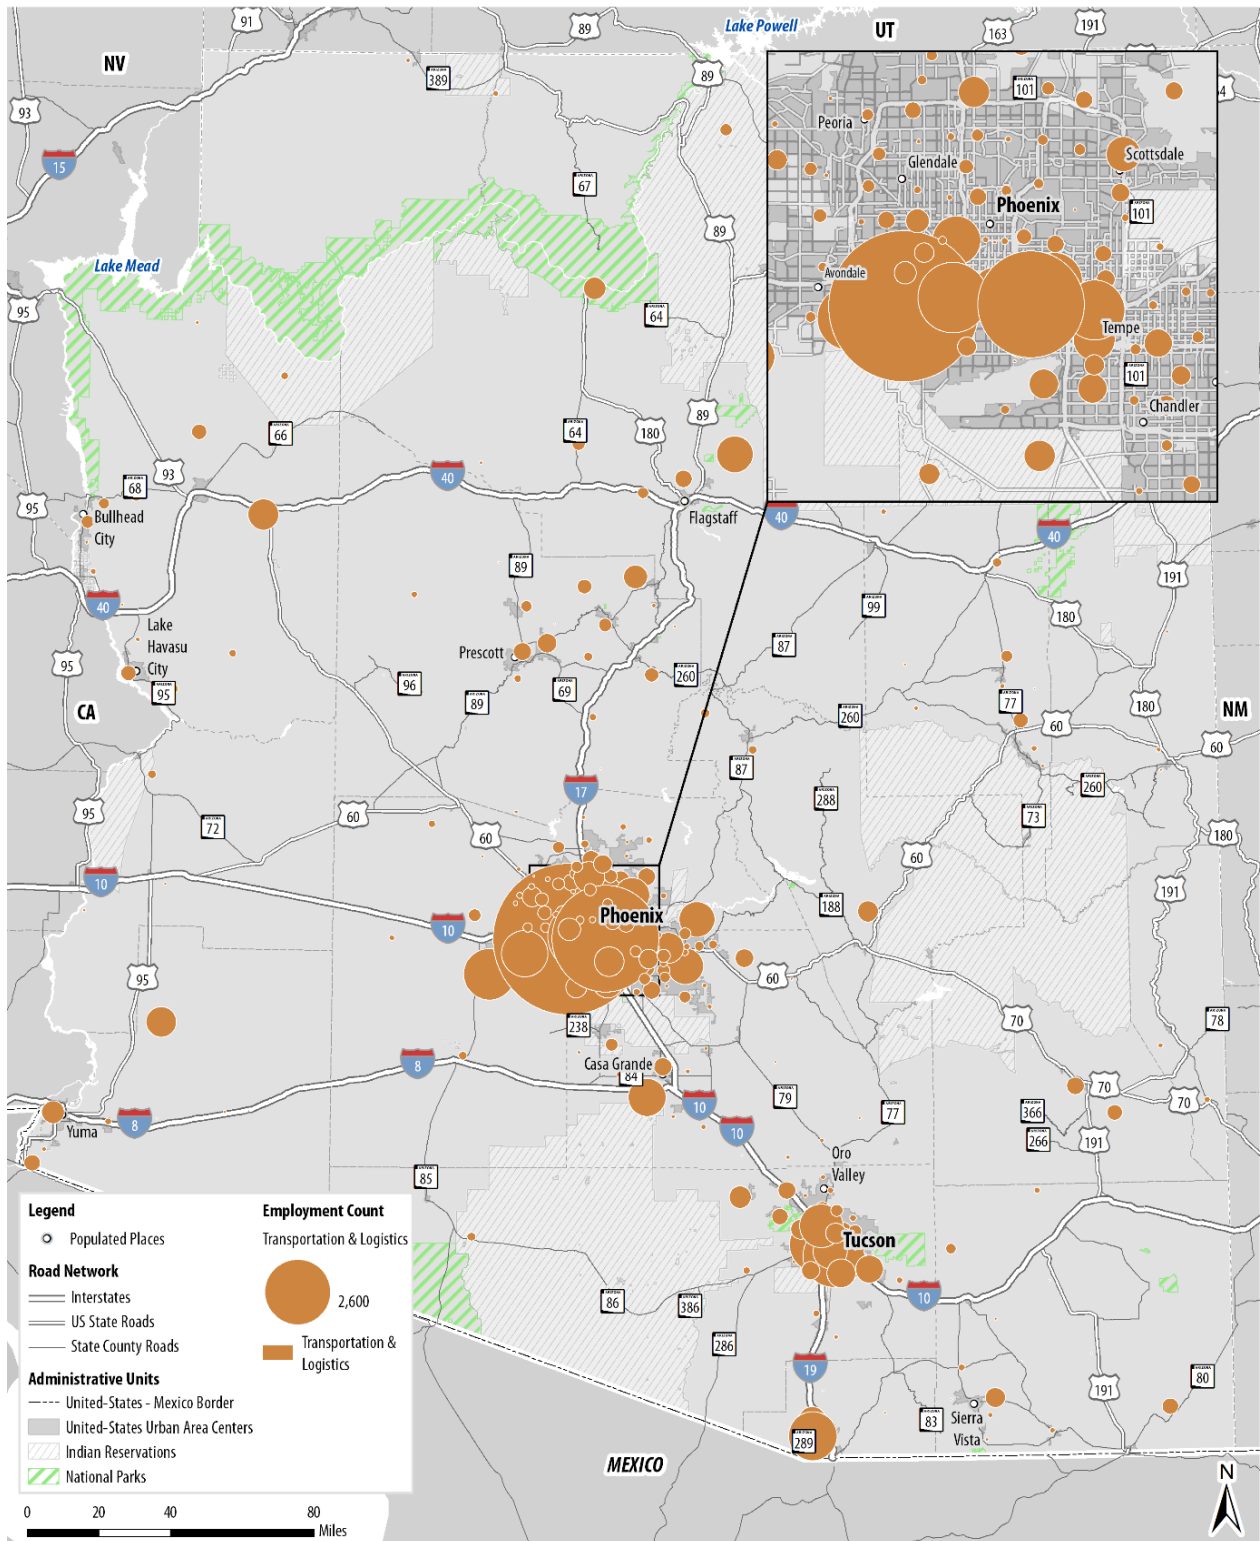 Lake Powell
UT
91
89
163
191
NV
389
89
64
93
15
67
89
Lake Mead
95
64
66
64
180
89
93
40
68
95
Bullhead
City
Flagstaff
40
40
191
40
89
99
180
Lake
Havasu
City
95
95
Prescott
87
96
89
69
260
77
180
NM
CA
260
60
60
87
17
288
260
95
72
60
60
73
180
60
10
191
188
Phoenix
10
95
60
238
70
78
Casa Grande
84
8
70
70
79
77
366
10
10
266
191
Yuma
8
Oro
Valley
85
Tucson
86
386
10
286
19
191
80
83
Sierra
Vista
289
MEXICO
N
101
Peoria
Glendale
Scottsdale
Phoenix
101
Avondale
Tempe
101
Chandler
Legend
Populated Places
Road Network
Interstates
US State Roads
State County Roads
Administrative Units
United-States - Mexico Border
United-States Urban Area Centers
Indian Reservations
National Parks
Employment Count
Transportation & Logistics
2,600
Transportation &
Logistics
0 20 40 80
Miles